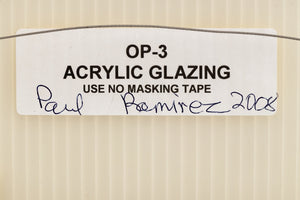 OP-3
ACRYLIC GLAZING
USE NO MASKING TAPE
Paul Ramirez 2008